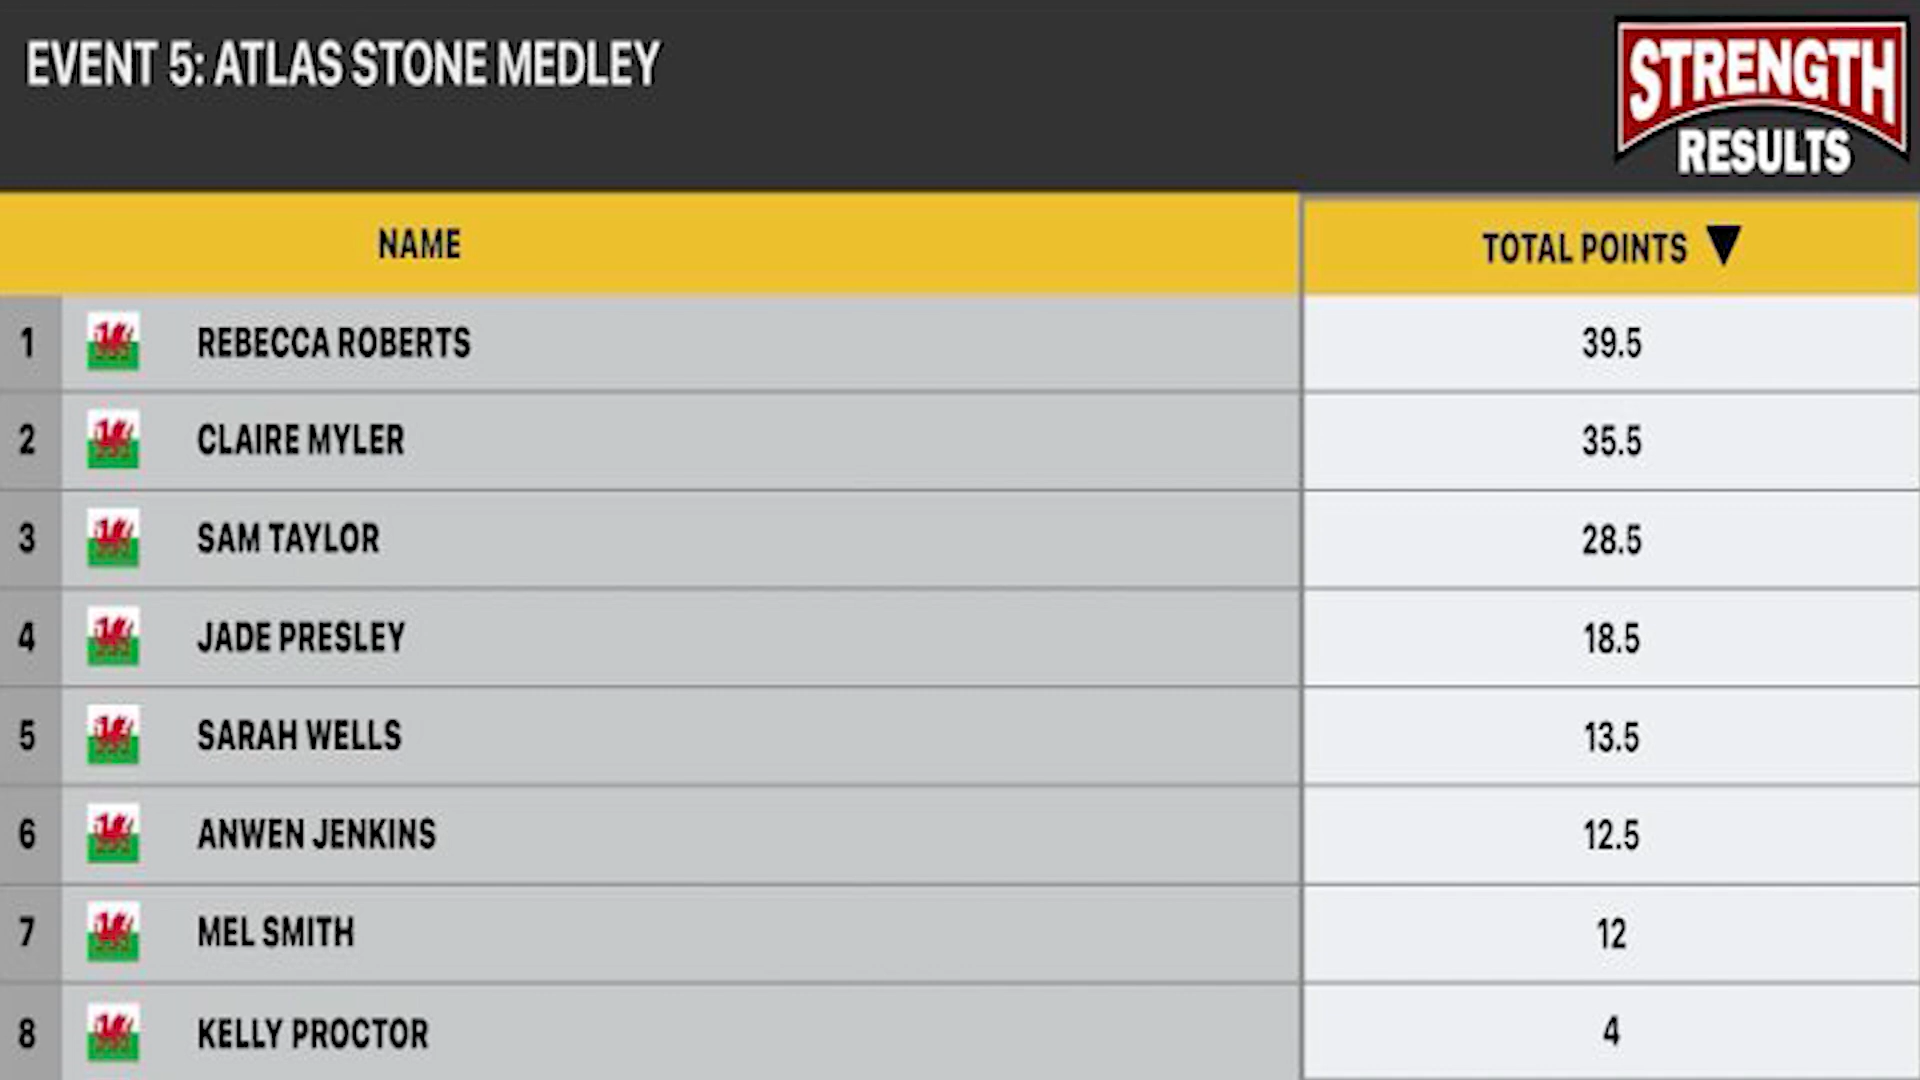 EVENT 5: ATLAS STONE MEDLEY
STRENGTH
RESULTS
NAME TOTAL POINTS ▼
1 REBECCA ROBERTS 39.5
2 CLAIRE MYLER 35.5
3 SAM TAYLOR 28.5
4 JADE PRESLEY 18.5
5 SARAH WELLS 13.5
6 ANWEN JENKINS 12.5
7 MEL SMITH 12
8 KELLY PROCTOR 4